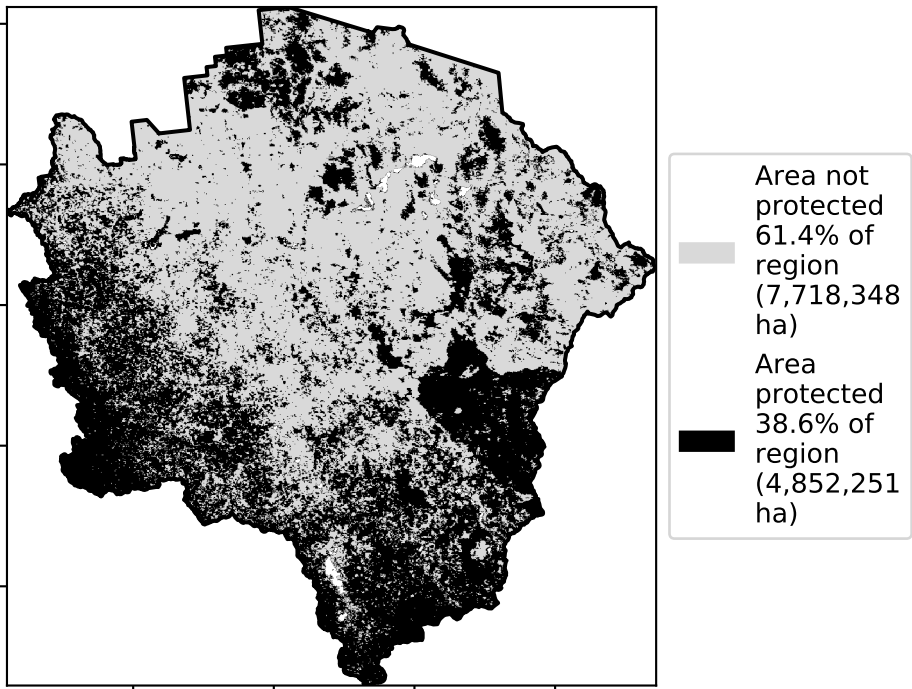 Area not
protected
61.4% of
region
(7,718,348
ha)
Area
protected
38.6% of
region
(4,852,251
ha)